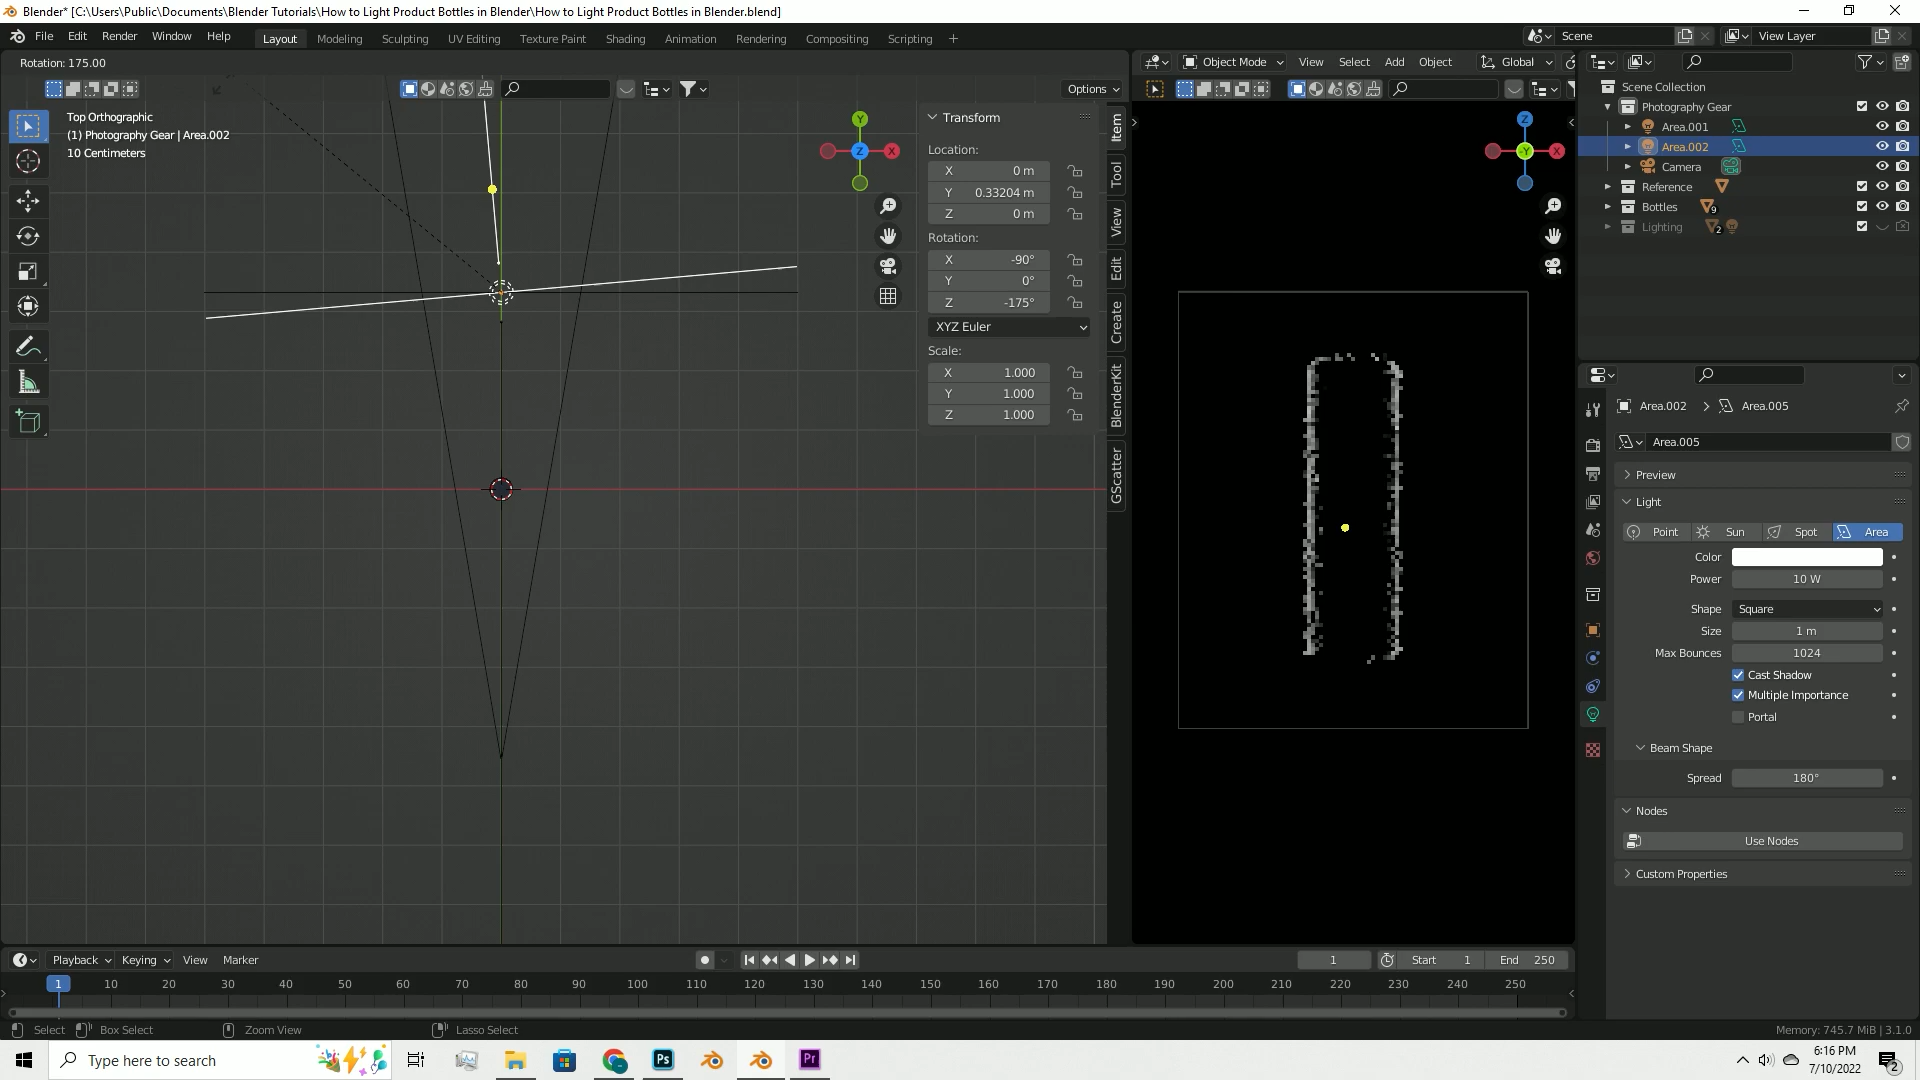 Blender* [C:\Users\Public\Documents\Blender Tutorials\How to Light Product Bottles in Blender\How to Light Product Bottles in Blender.blend]
File Edit Render Window Help
Layout Modeling Sculpting UV Editing Texture Paint Shading Animation Rendering Compositing Scripting +
Scene
View Layer
Rotation: 175.00
Object Mode View Select Add Object Global
Options
Top Orthographic
(1) Photography Gear | Area.002
10 Centimeters
Y
Z
X
Transform
Location:
X 0 m
Y 0.33204 m
Z 0 m
Rotation:
X -90°
Y 0°
Z -175°
XYZ Euler
Scale:
X 1.000
Y 1.000
Z 1.000
Item
Tool
View
Edit
Create
BlenderKit
GScatter
Z
-Y
X
Scene Collection
Photography Gear
Area.001
Area.002
Camera
Reference
Bottles 9
Lighting 2
Area.002 > Area.005
Area.005
Preview
Light
Point Sun Spot Area
Color
Power 10 W
Shape Square
Size 1 m
Max Bounces 1024
Cast Shadow
Multiple Importance
Portal
Beam Shape
Spread 180°
Nodes
Use Nodes
Custom Properties
Playback Keying View Marker
1 Start 1 End 250
1 10 20 30 40 50 60 70 80 90 100 110 120 130 140 150 160 170 180 190 200 210 220 230 240 250
Select Box Select Zoom View Lasso Select
Memory: 745.7 MiB | 3.1.0
Type here to search
Ps
Pr
6:16 PM
7/10/2022
2